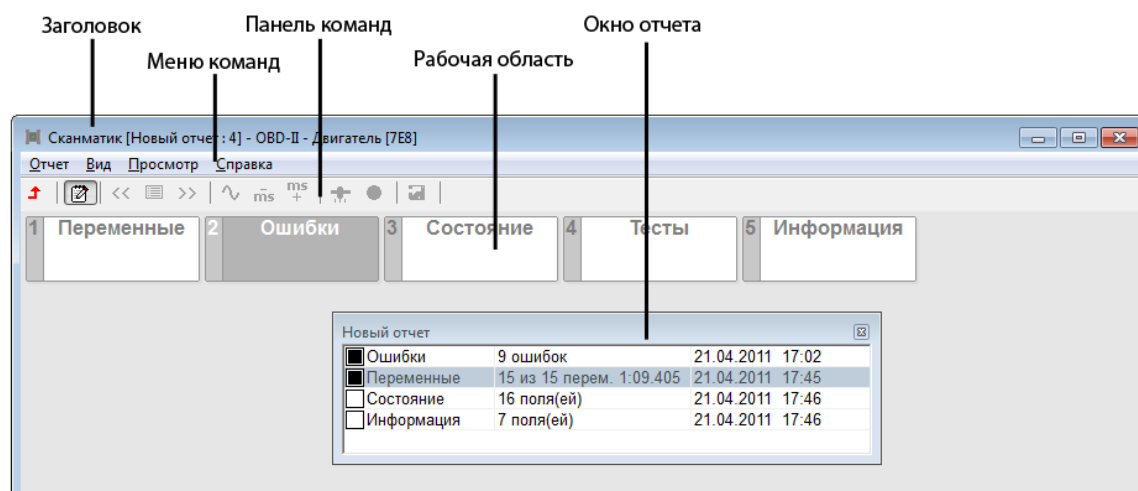 Заголовок Панель команд Окно отчета
Меню команд Рабочая область
Сканматик [Новый отчет : 4] - OBD-II - Двигатель [7E8]
Отчет Вид Просмотр Справка
<< >> ms ms +
1 Переменные 2 Ошибки 3 Состояние 4 Тесты 5 Информация
Новый отчет
Ошибки 9 ошибок 21.04.2011 17:02
Переменные 15 из 15 перем. 1:09.405 21.04.2011 17:45
Состояние 16 поля(ей) 21.04.2011 17:46
Информация 7 поля(ей) 21.04.2011 17:46